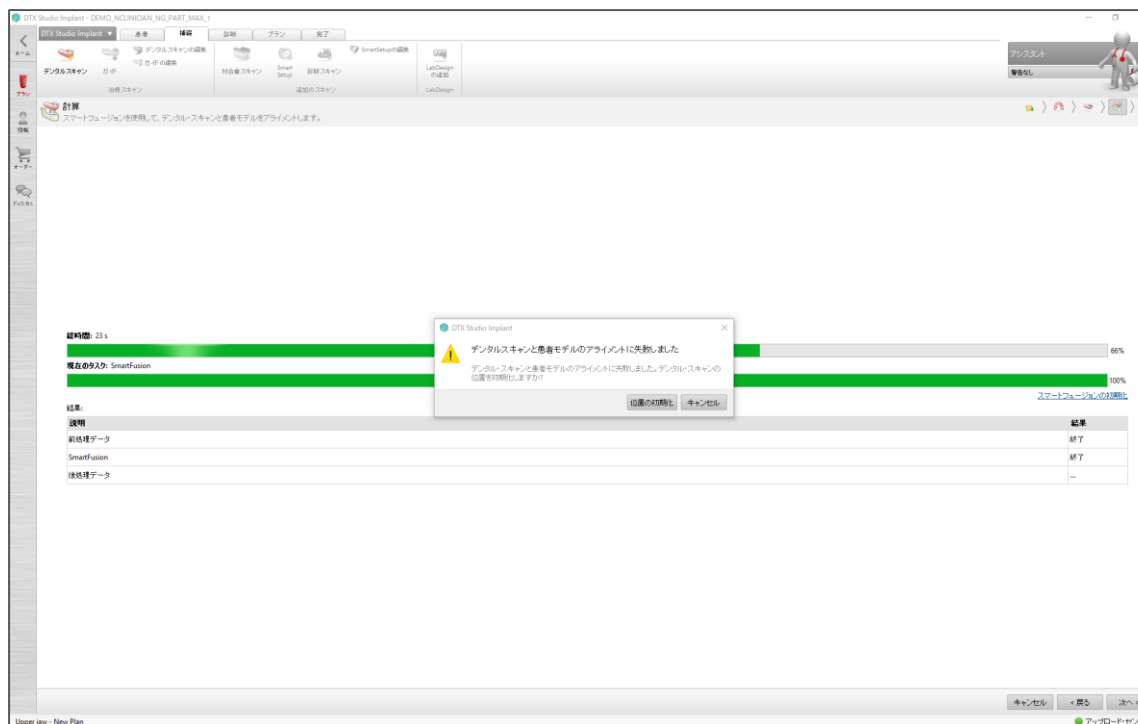 DTX Studio Implant - DEMO_NCLINICIAN_NG_PART_MAX_1
DTX Studio Implant ▼ 患者 補綴 診断 プラン 完了
ホーム
プラン
情報
オーダー
デンタルスキャン
ガイド
デンタルスキャンの編集
ガイドの編集
治療スキャン
対合歯スキャン
Smart Setup
診断スキャン
SmartSetupの編集
追加のスキャン
LabDesign
の追加
LabDesign
アシスタント
警告なし
計算
スマートフュージョンを使用して、デンタル・スキャンと患者モデルをアライメントします。
総時間: 23 s
66%
現在のタスク: SmartFusion
100%
スマートフュージョンの初期化
DTX Studio Implant
デンタルスキャンと患者モデルのアライメントに失敗しました
デンタル・スキャンと患者モデルのアライメントに失敗しました。デンタル・スキャンの
位置を初期化しますか?
位置の初期化 キャンセル
結果:
説明 結果
前処理データ 終了
SmartFusion 終了
後処理データ --
キャンセル <戻る 次へ>
Upper jaw - New Plan
アップロード・セン